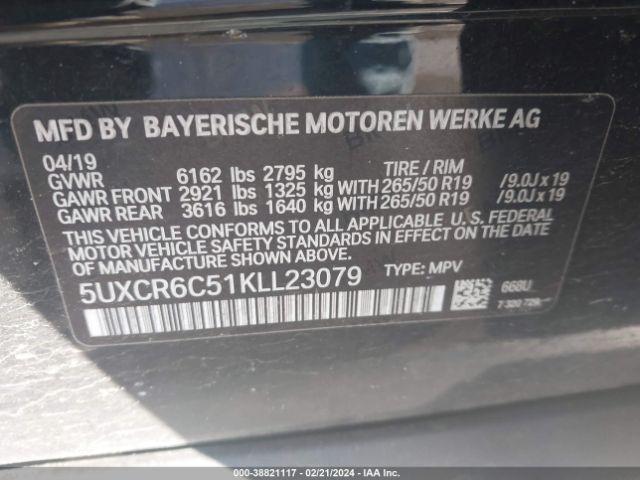 MFD BY BAYERISCHE MOTOREN WERKE AG
04/19 TIRE / RIM
GVWR 6162 lbs 2795 kg
GAWR FRONT 2921 lbs 1325 kg WITH 265/50 R19 /9.0J x 19
GAWR REAR 3616 lbs 1640 kg WITH 265/50 R19 /9.0J x 19
THIS VEHICLE CONFORMS TO ALL APPLICABLE U.S. FEDERAL
MOTOR VEHICLE SAFETY STANDARDS IN EFFECT ON THE DATE
OF MANUFACTURE SHOWN ABOVE.
5UXCR6C51KLL23079 TYPE: MPV
668U
000-38821117 - 02/21/2024 - IAA Inc.